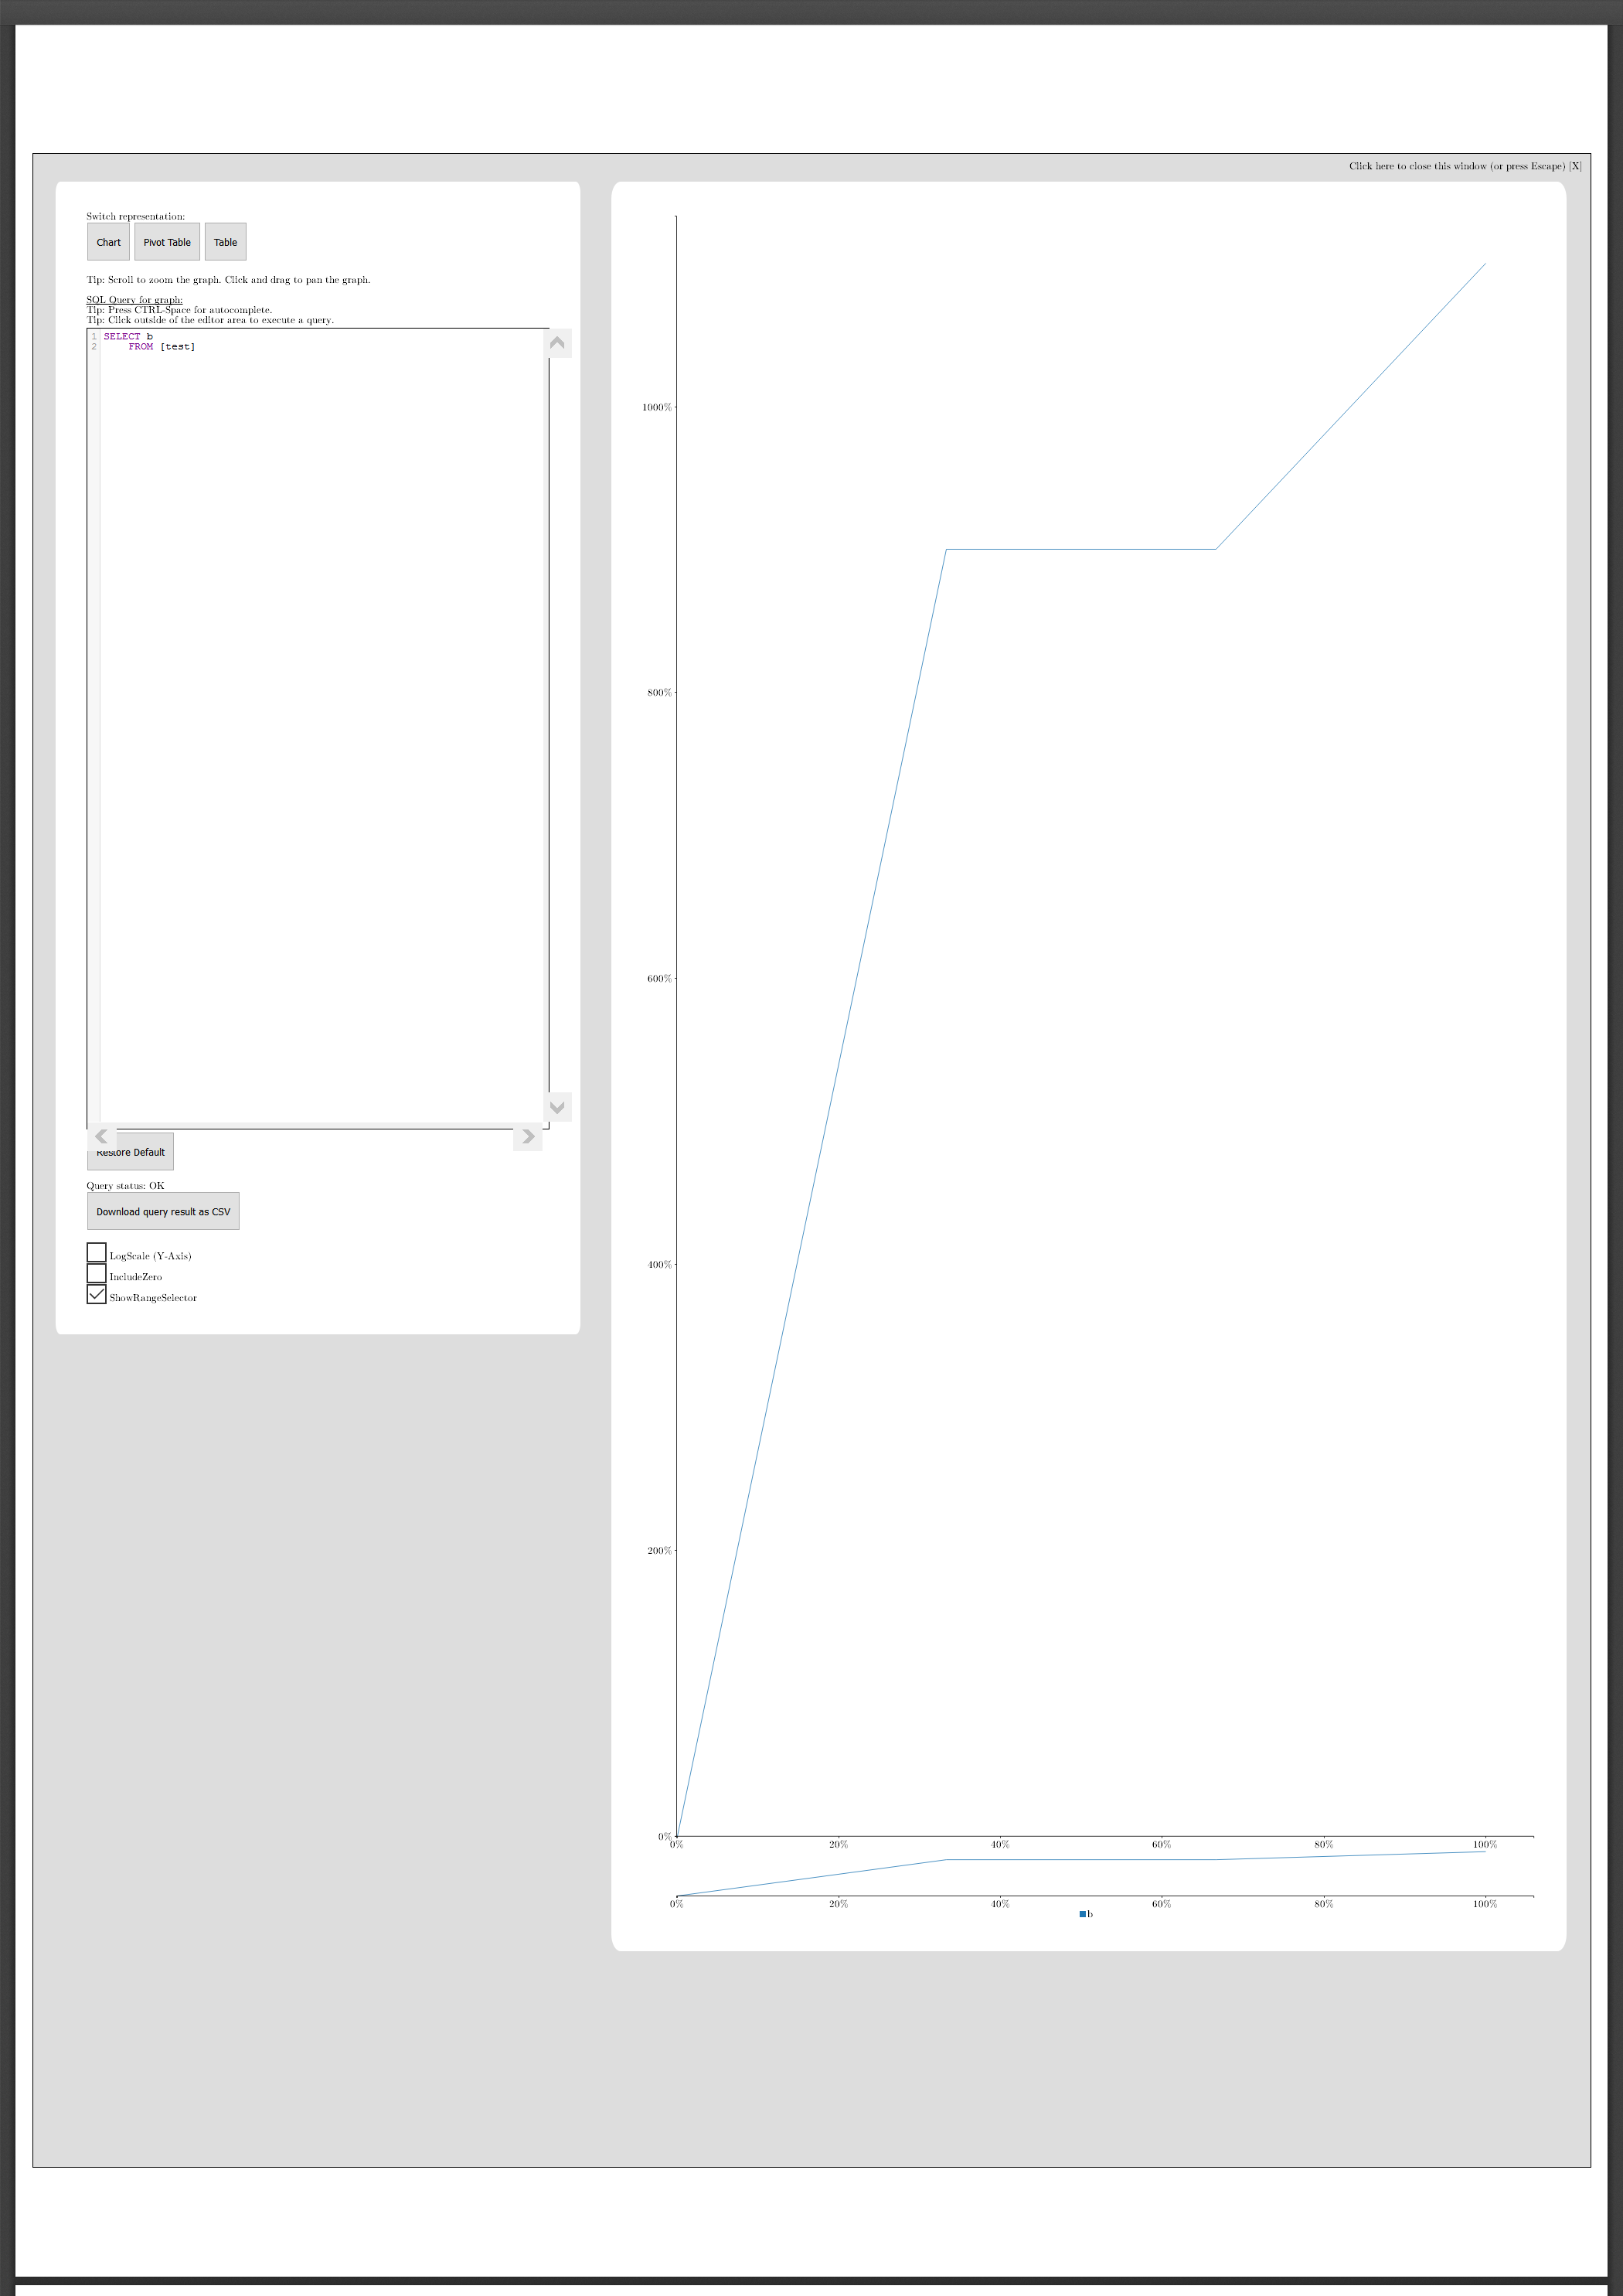 Click here to close this window (or press Escape) [X]
Switch representation:
Chart Pivot Table Table
Tip: Scroll to zoom the graph. Click and drag to pan the graph.
SQL Query for graph:
Tip: Press CTRL-Space for autocomplete.
Tip: Click outside of the editor area to execute a query.
1 SELECT b
2 FROM [test]
Restore Default
Query status: OK
Download query result as CSV
LogScale (Y-Axis)
IncludeZero
ShowRangeSelector
1000%
800%
600%
400%
200%
0%
0% 20% 40% 60% 80% 100%
0% 20% 40% 60% 80% 100%
b